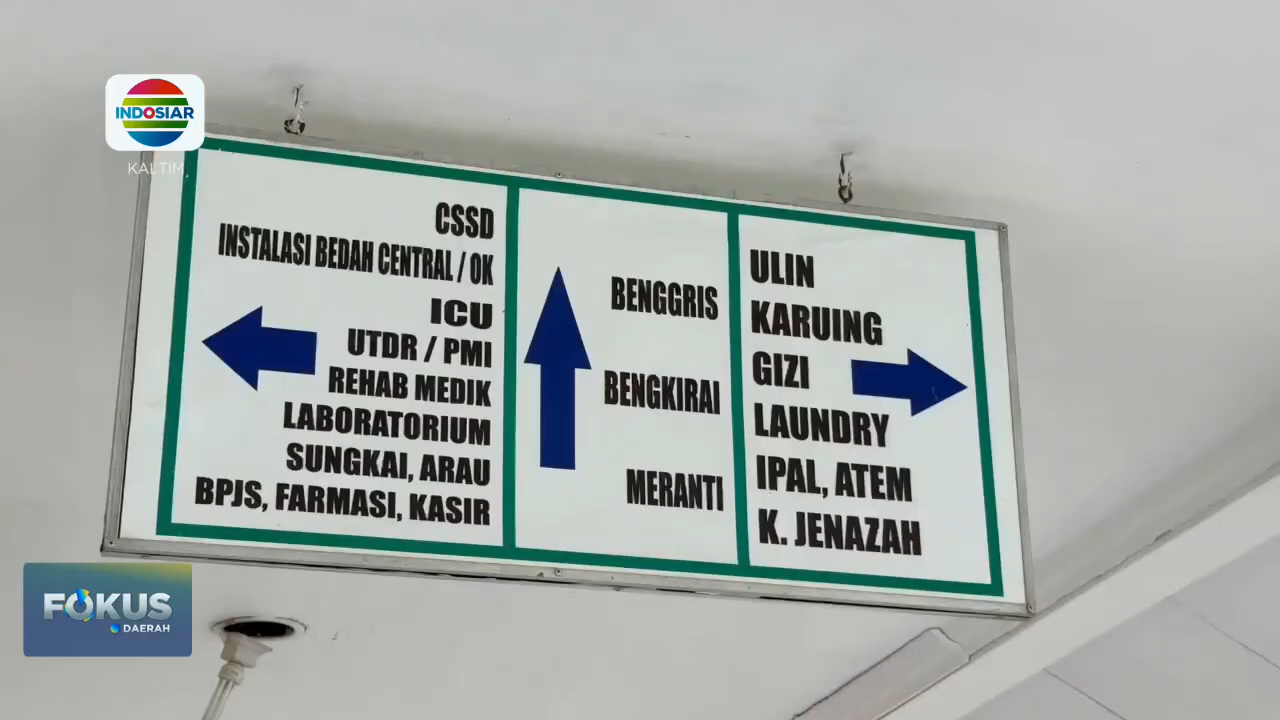 INDOSIAR
KALTIM
CSSD
INSTALASI BEDAH CENTRAL / OK
ICU
UTDR / PMI
REHAB MEDIK
LABORATORIUM
SUNGKAI, ARAU
BPJS, FARMASI, KASIR
BENGGRIS
BENGKIRAI
MERANTI
ULIN
KARUING
GIZI
LAUNDRY
IPAL, ATEM
K. JENAZAH
FOKUS
DAERAH